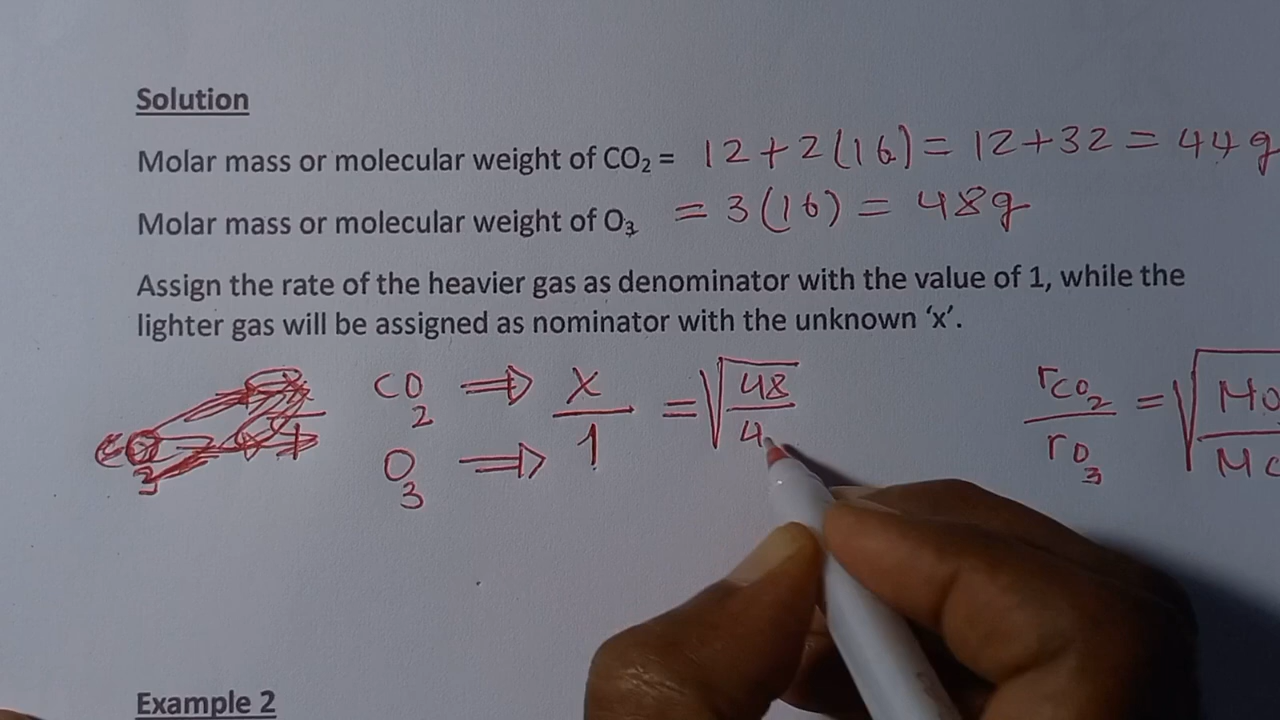 Solution
Molar mass or molecular weight of CO₂ = 12+2(16) = 12+32 = 44g
Molar mass or molecular weight of O₃ = 3(16) = 48g
Assign the rate of the heavier gas as denominator with the value of 1, while the
lighter gas will be assigned as nominator with the unknown ‘x’.
CO₂ ⇒ x/1 = √48/4 rCO₂/rO₃ = √MO/MC
O₃ ⇒
Example 2